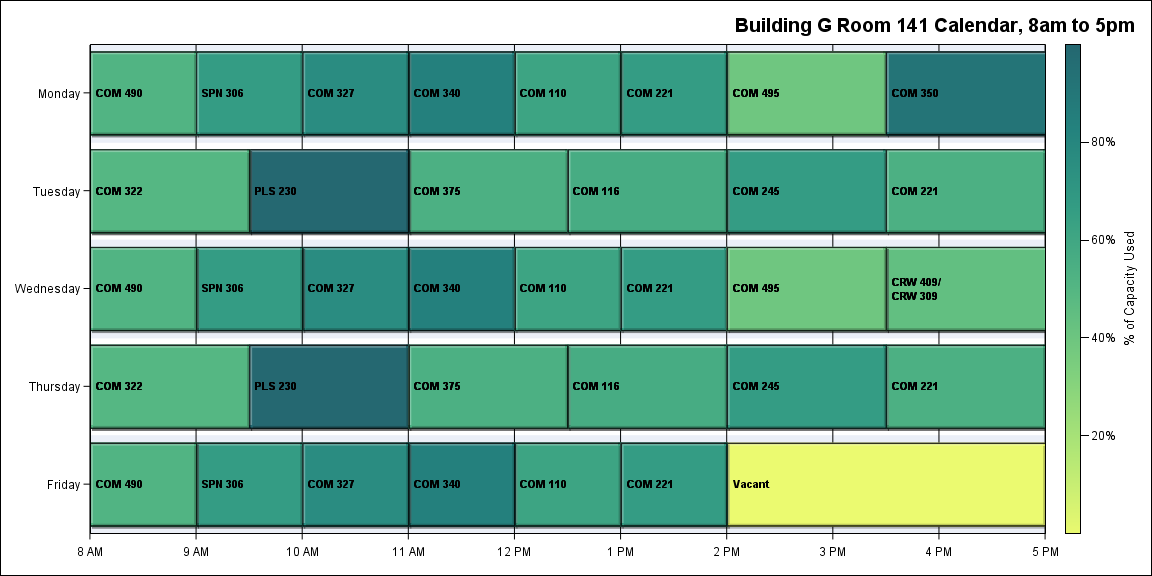 Building G Room 141 Calendar, 8am to 5pm
Monday
COM 490
SPN 306
COM 327
COM 340
COM 110
COM 221
COM 495
COM 350
Tuesday
COM 322
PLS 230
COM 375
COM 116
COM 245
COM 221
Wednesday
COM 490
SPN 306
COM 327
COM 340
COM 110
COM 221
COM 495
CRW 409/
CRW 309
Thursday
COM 322
PLS 230
COM 375
COM 116
COM 245
COM 221
Friday
COM 490
SPN 306
COM 327
COM 340
COM 110
COM 221
Vacant
8 AM
9 AM
10 AM
11 AM
12 PM
1 PM
2 PM
3 PM
4 PM
5 PM
80%
60%
40%
20%
% of Capacity Used